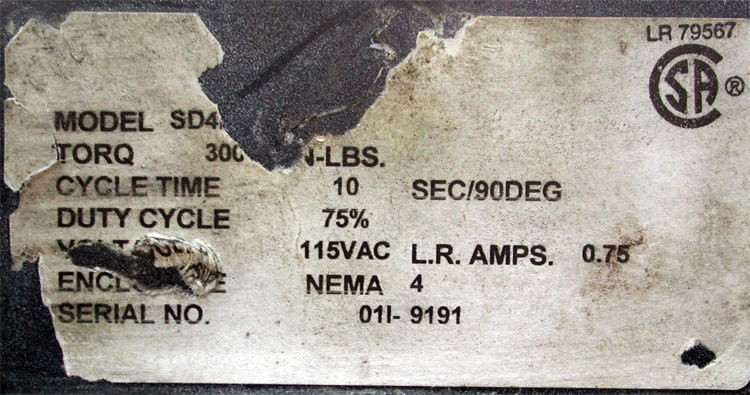 LR 79567
CSA ®
MODEL SD4
TORQ 300 N-LBS.
CYCLE TIME 10 SEC/90DEG
DUTY CYCLE 75%
115VAC L.R. AMPS. 0.75
NEMA 4
SERIAL NO. 01I- 9191